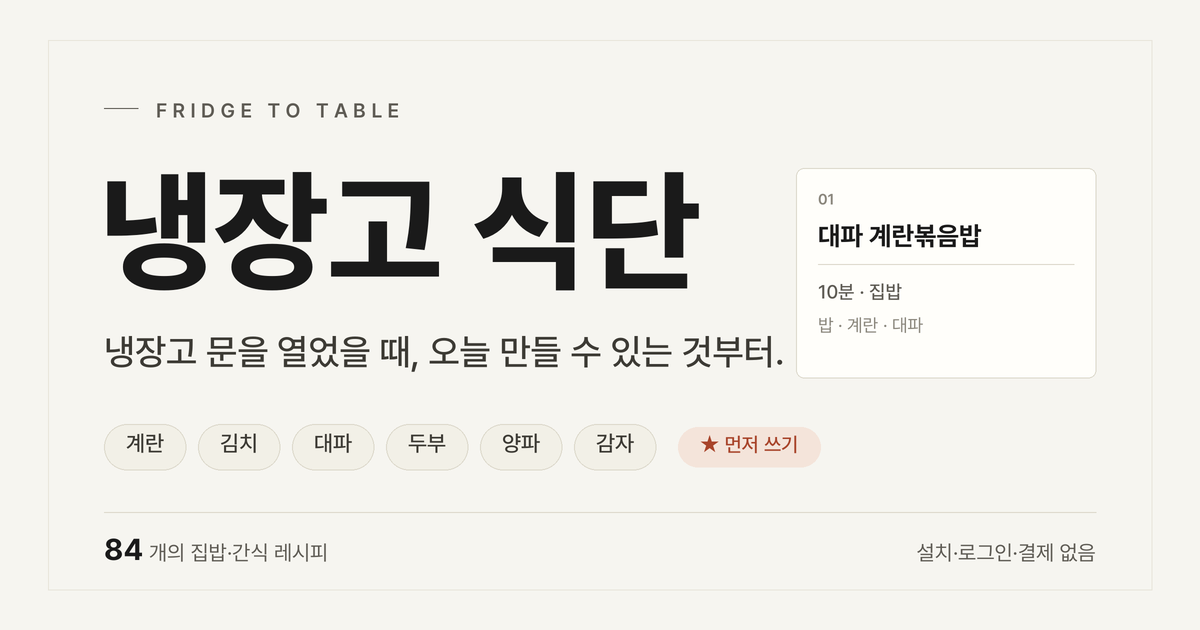 FRIDGE TO TABLE
냉장고 식단
냉장고 문을 열었을 때, 오늘 만들 수 있는 것부터.
01
대파 계란볶음밥
10분 · 집밥
밥 · 계란 · 대파
계란 김치 대파 두부 양파 감자 ★ 먼저 쓰기
84 개의 집밥·간식 레시피
설치·로그인·결제 없음